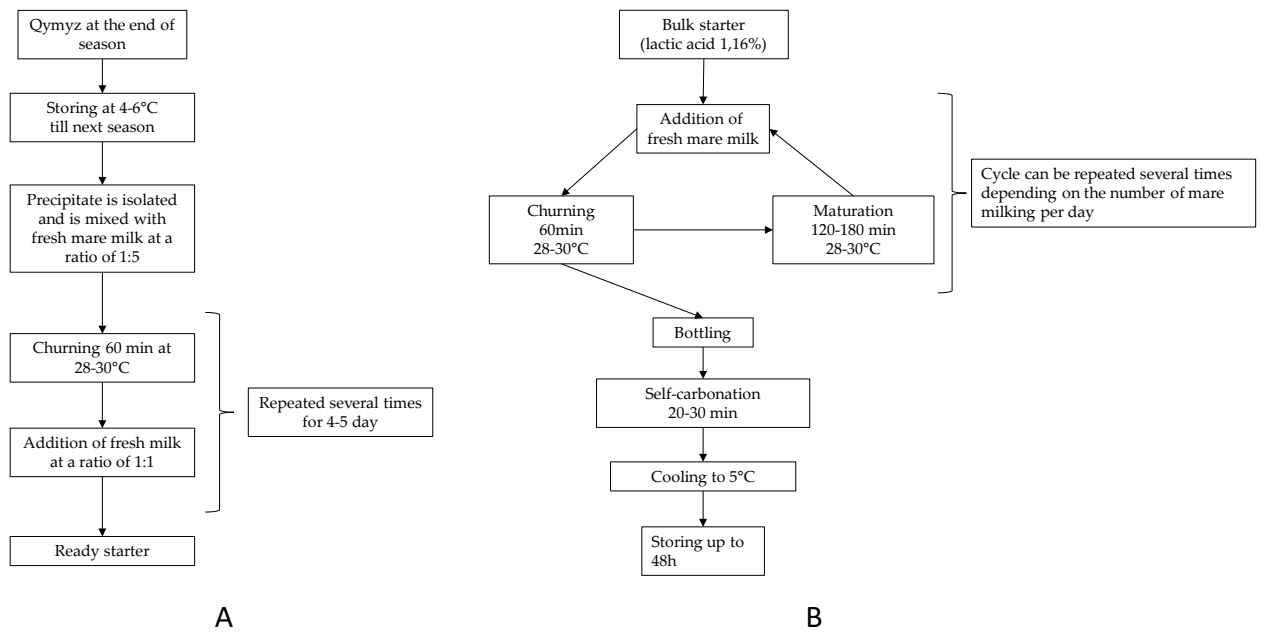 Qymyz at the end of
season
Storing at 4-6°C
till next season
Precipitate is isolated
and is mixed with
fresh mare milk at a
ratio of 1:5
Churning 60 min at
28-30°C
Addition of fresh milk
at a ratio of 1:1
Repeated several times
for 4-5 day
Ready starter
A
Bulk starter
(lactic acid 1,16%)
Addition of
fresh mare milk
Churning
60min
28-30°C
Maturation
120-180 min
28-30°C
Cycle can be repeated several times
depending on the number of mare
milking per day
Bottling
Self-carbonation
20-30 min
Cooling to 5°C
Storing up to
48h
B